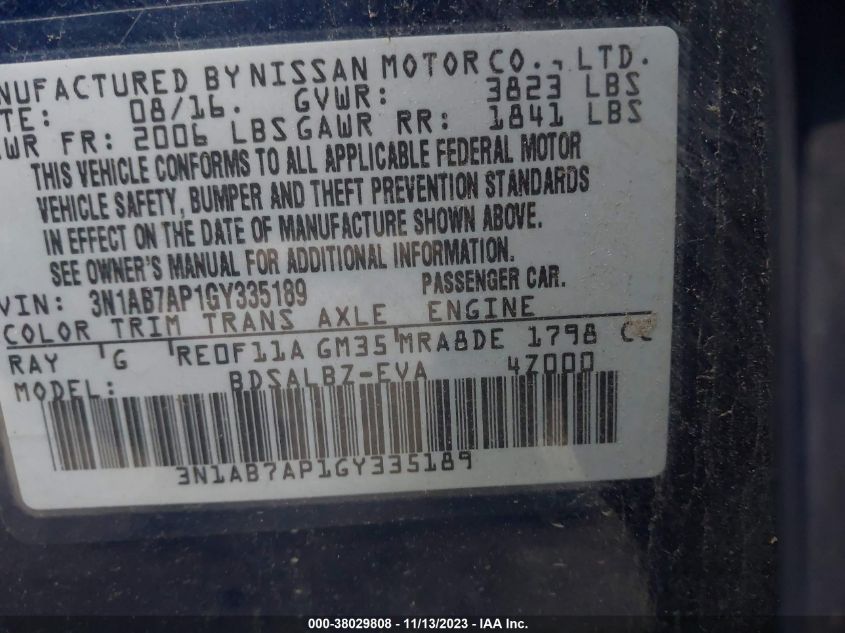 NUFACTURED BY NISSAN MOTOR CO., LTD.
TE: 08/16. GVWR: 3823 LBS
WR FR: 2006 LBS GAWR RR: 1841 LBS
THIS VEHICLE CONFORMS TO ALL APPLICABLE FEDERAL MOTOR
VEHICLE SAFETY, BUMPER AND THEFT PREVENTION STANDARDS
IN EFFECT ON THE DATE OF MANUFACTURE SHOWN ABOVE.
SEE OWNER'S MANUAL FOR ADDITIONAL INFORMATION.
VIN: 3N1AB7AP1GY335189 PASSENGER CAR.
COLOR TRIM TRANS AXLE ENGINE
RAY G RE0F11A GM35 MRA8DE 1798 CC
MODEL: BDSALBZ-EVA 4Z000
3N1AB7AP1GY335189
000-38029808 - 11/13/2023 - IAA Inc.